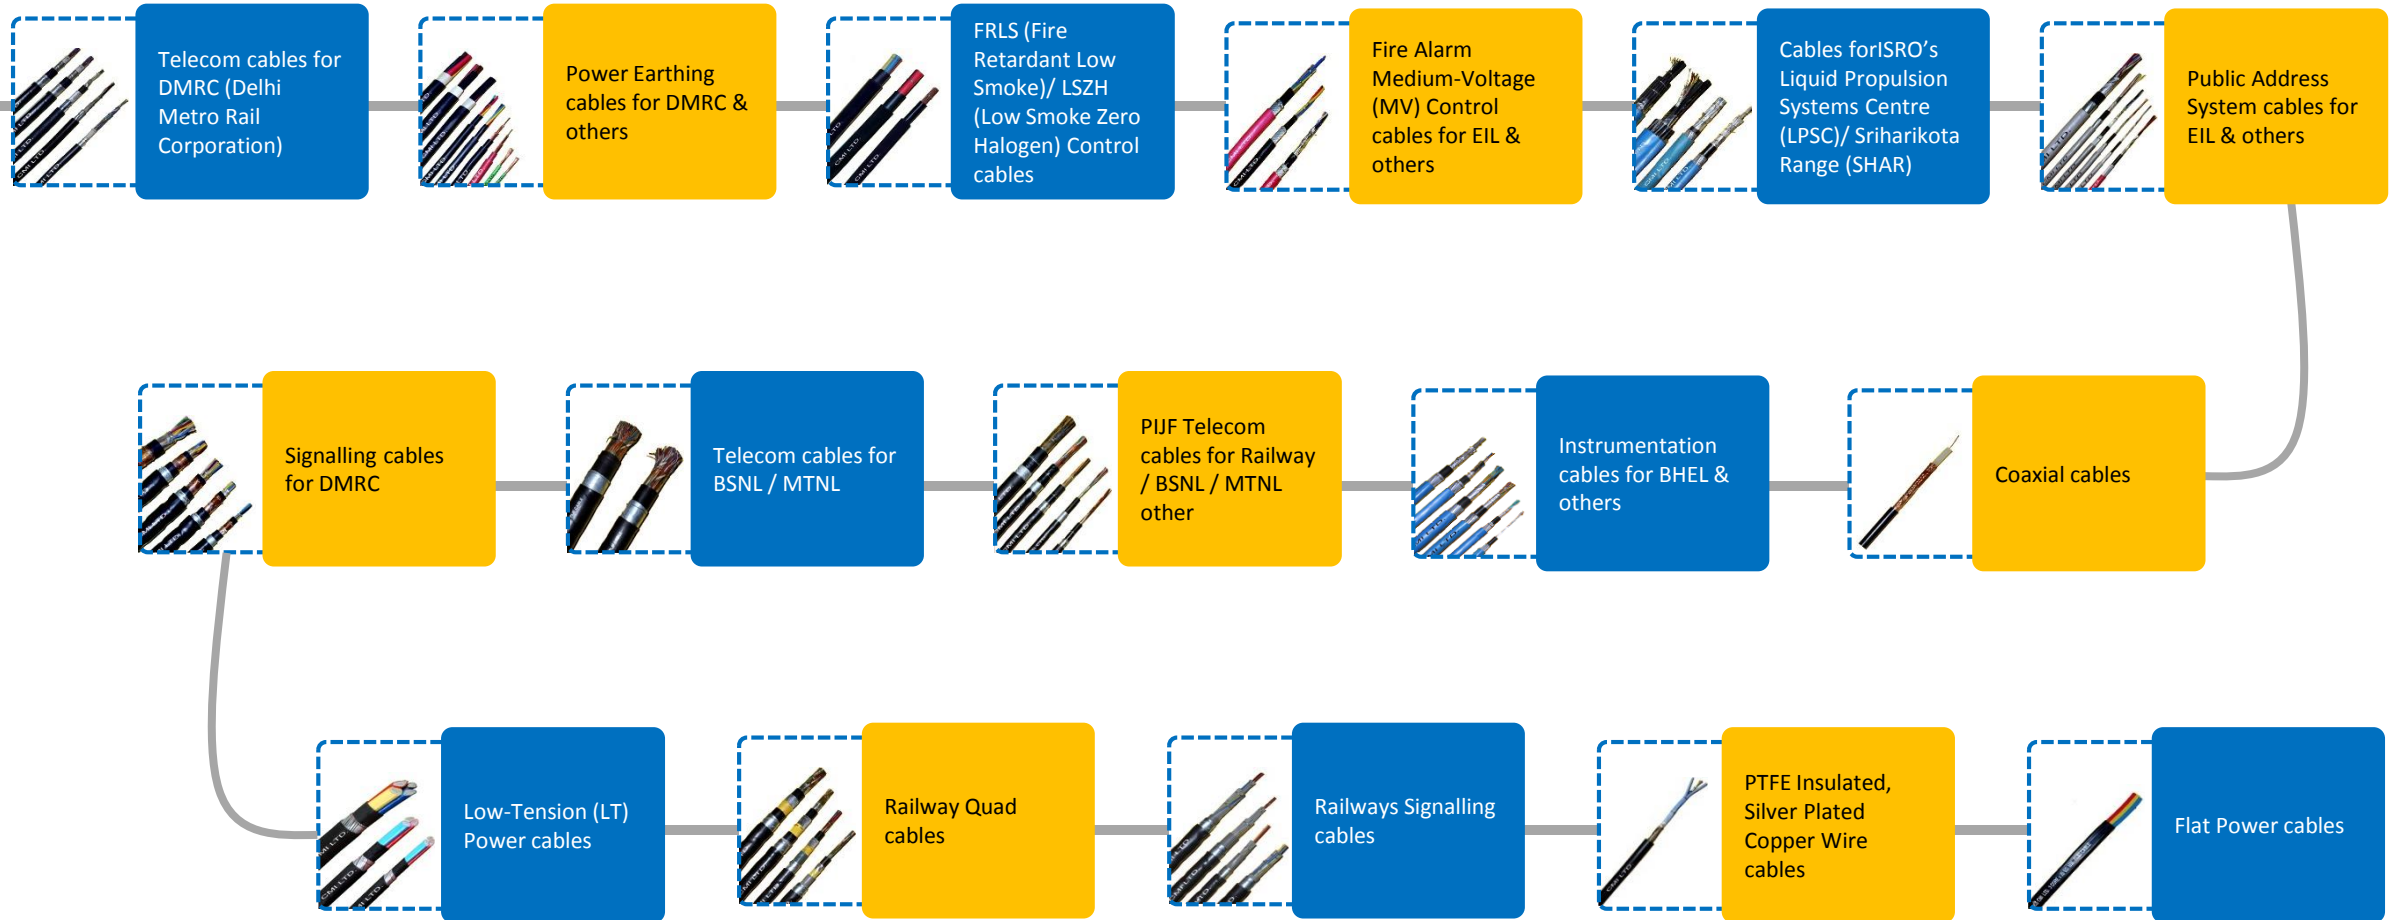 Telecom cables for
DMRC (Delhi
Metro Rail
Corporation)
Power Earthing
cables for DMRC &
others
FRLS (Fire
Retardant Low
Smoke)/ LSZH
(Low Smoke Zero
Halogen) Control
cables
Fire Alarm
Medium-Voltage
(MV) Control
cables for EIL &
others
Cables forISRO’s
Liquid Propulsion
Systems Centre
(LPSC)/ Sriharikota
Range (SHAR)
Public Address
System cables for
EIL & others
Signalling cables
for DMRC
Telecom cables for
BSNL / MTNL
PIJF Telecom
cables for Railway
/ BSNL / MTNL
other
Instrumentation
cables for BHEL &
others
Coaxial cables
Low-Tension (LT)
Power cables
Railway Quad
cables
Railways Signalling
cables
PTFE Insulated,
Silver Plated
Copper Wire
cables
Flat Power cables